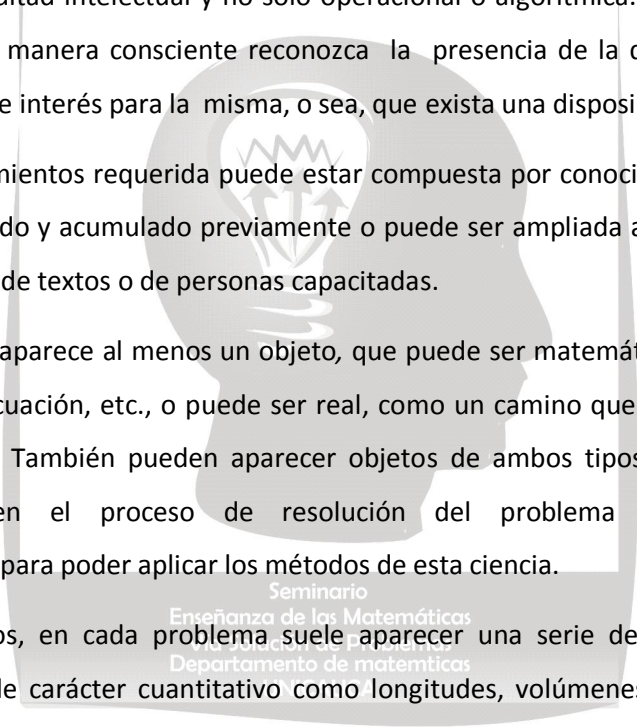 ultad intelectual y no solo operacional o algorítmica.
manera consciente reconozca la presencia de la
e interés para la misma, o sea, que exista una disposi
mientos requerida puede estar compuesta por conoci
do y acumulado previamente o puede ser ampliada a
de textos o de personas capacitadas.
aparece al menos un objeto, que puede ser matemát
cuación, etc., o puede ser real, como un camino que
También pueden aparecer objetos de ambos tipos
en el proceso de resolución del problema
para poder aplicar los métodos de esta ciencia.
Seminario
Enseñanza de las Matemáticas
os, en cada problema suele aparecer una serie de
Vía Solución de Problemas
Departamento de matemticas
de carácter cuantitativo como longitudes, volúmenes
UNICAUCA